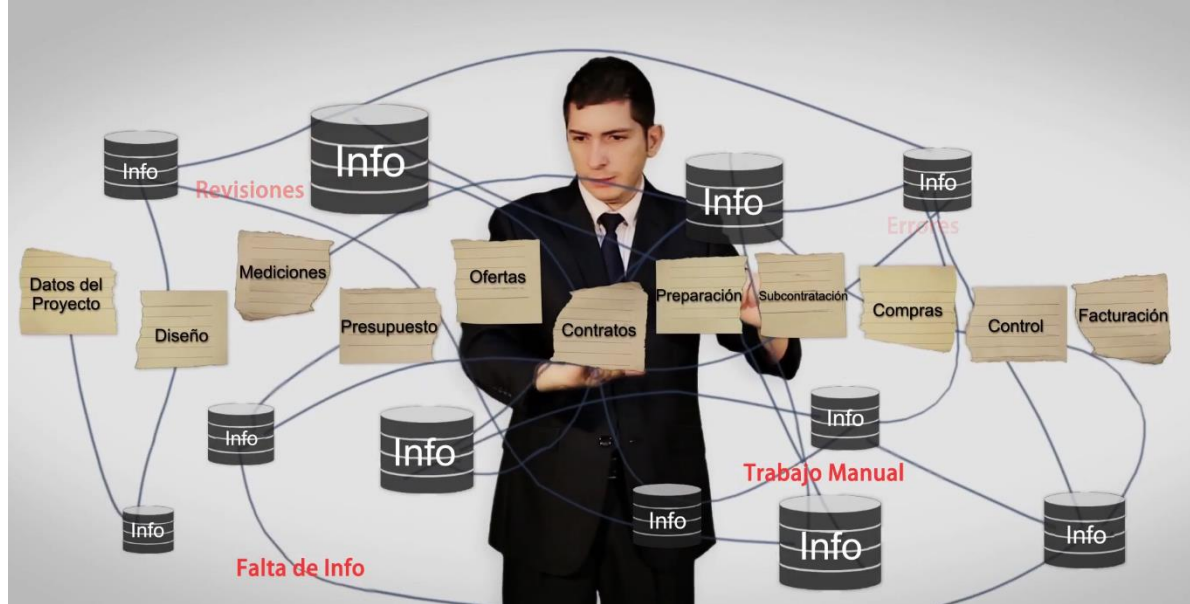 Info
Info
Info
Info
Revisiones
Errores
Datos del
Proyecto
Diseño
Mediciones
Presupuesto
Ofertas
Contratos
Preparación
Subcontratación
Compras
Control
Facturación
Info
Info
Info
Trabajo Manual
Info
Info
Info
Info
Falta de Info